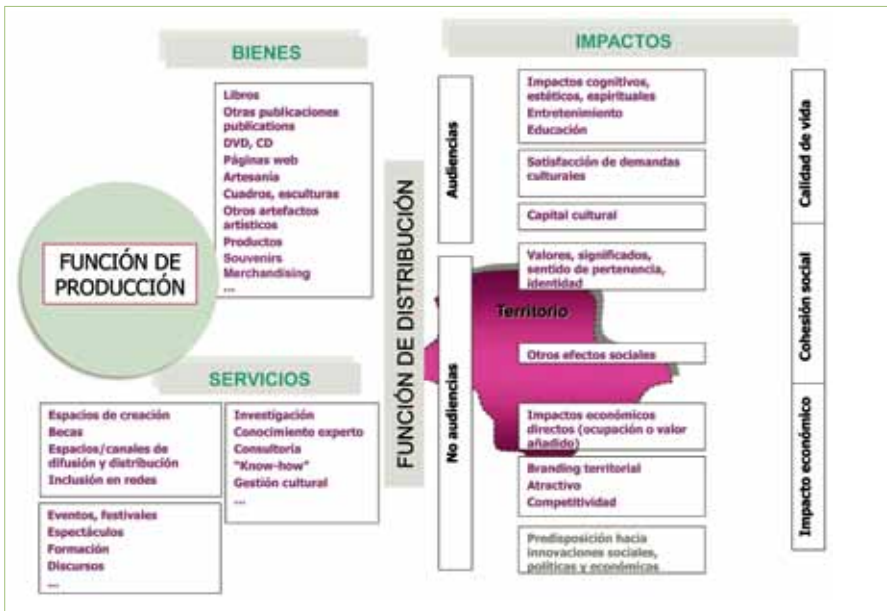 BIENES
Libros
Otras publicaciones
publications
DVD, CD
Páginas web
Artesanía
Cuadros, esculturas
Otros artefactos
artísticos
Productos
Souvenirs
Merchandising
...
FUNCIÓN DE
PRODUCCIÓN
SERVICIOS
Espacios de creación
Becas
Espacios/canales de
difusión y distribución
Inclusión en redes
Eventos, festivales
Espectáculos
Formación
Discursos
...
Investigación
Conocimiento experto
Consultoría
"Know-how"
Gestión cultural
...
FUNCIÓN DE DISTRIBUCIÓN
IMPACTOS
Audiencias
No audiencias
Impactos cognitivos,
estéticos, espirituales
Entretenimiento
Educación
Satisfacción de demandas
culturales
Capital cultural
Valores, significados,
sentido de pertenencia,
identidad
Territorio
Otros efectos sociales
Impactos económicos
directos (ocupación o valor
añadido)
Branding territorial
Atractivo
Competitividad
Predisposición hacia
innovaciones sociales,
políticas y económicas
Calidad de vida
Cohesión social
Impacto económico